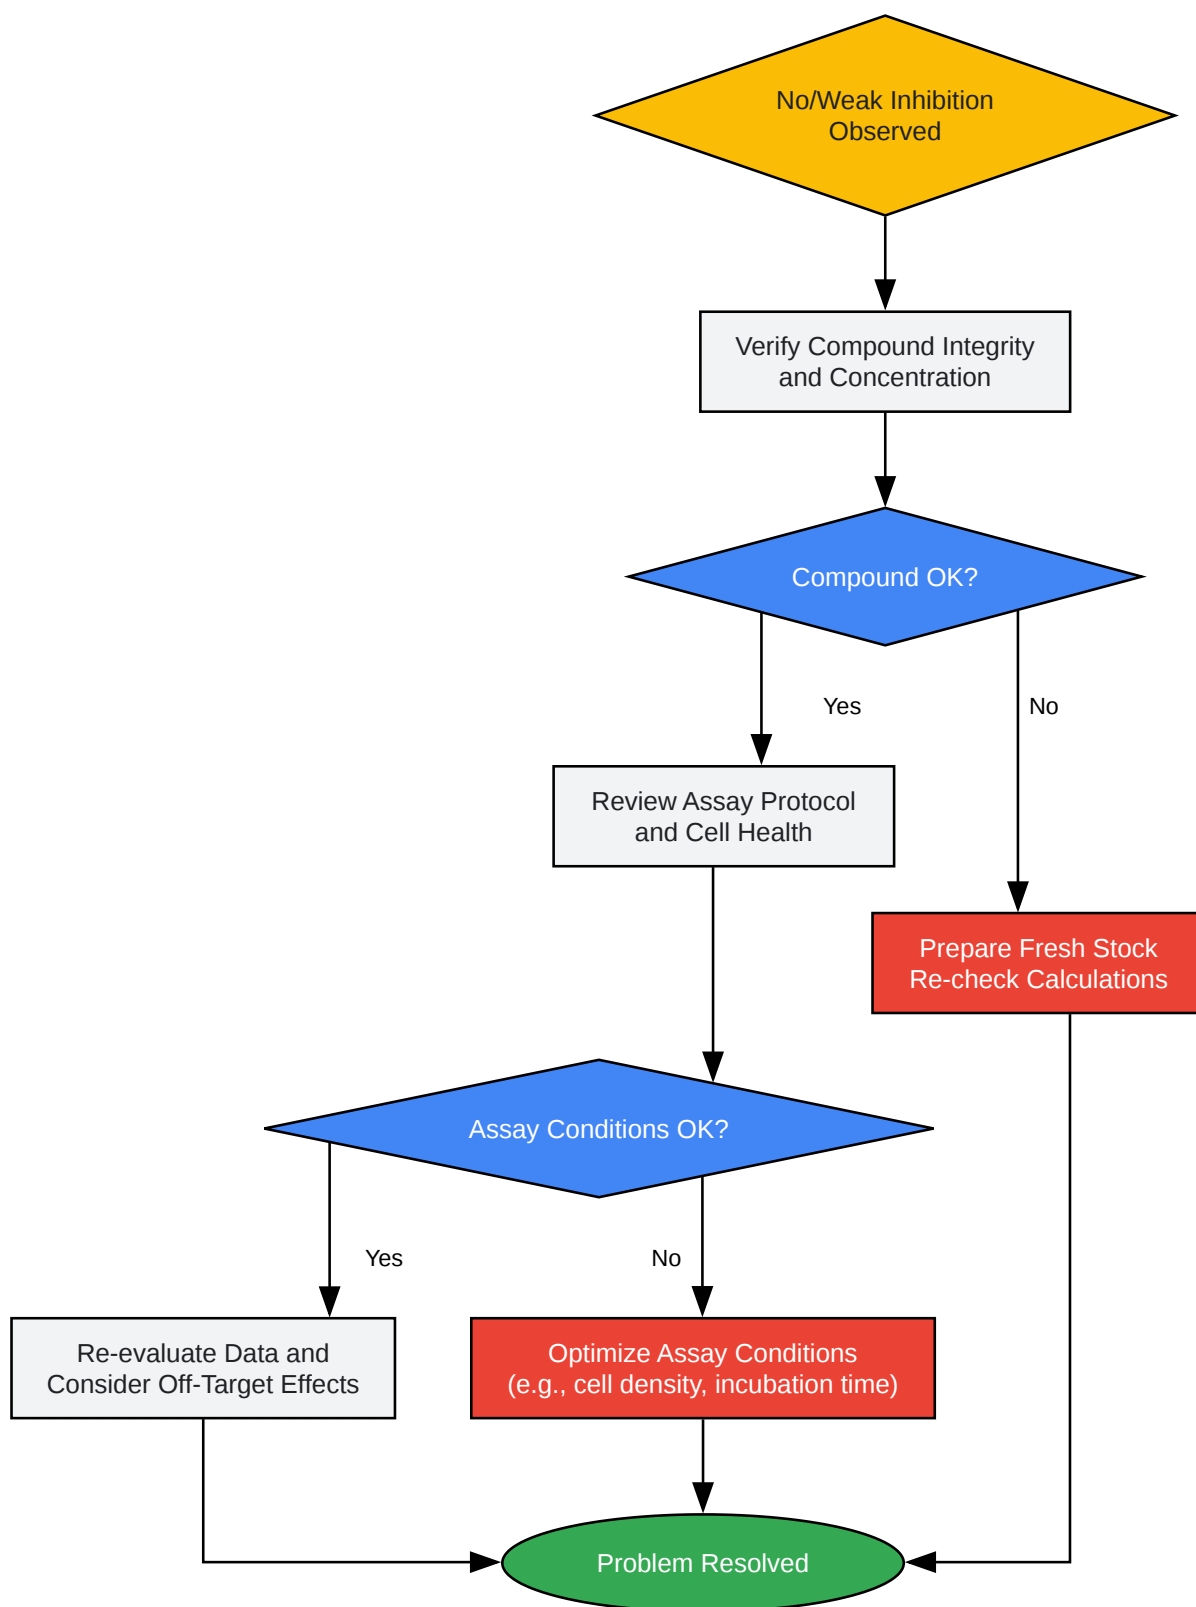 No/Weak Inhibition
Observed
Verify Compound Integrity
and Concentration
Compound OK?
Yes
No
Review Assay Protocol
and Cell Health
Prepare Fresh Stock
Re-check Calculations
Assay Conditions OK?
Yes
No
Re-evaluate Data and
Consider Off-Target Effects
Optimize Assay Conditions
(e.g., cell density, incubation time)
Problem Resolved